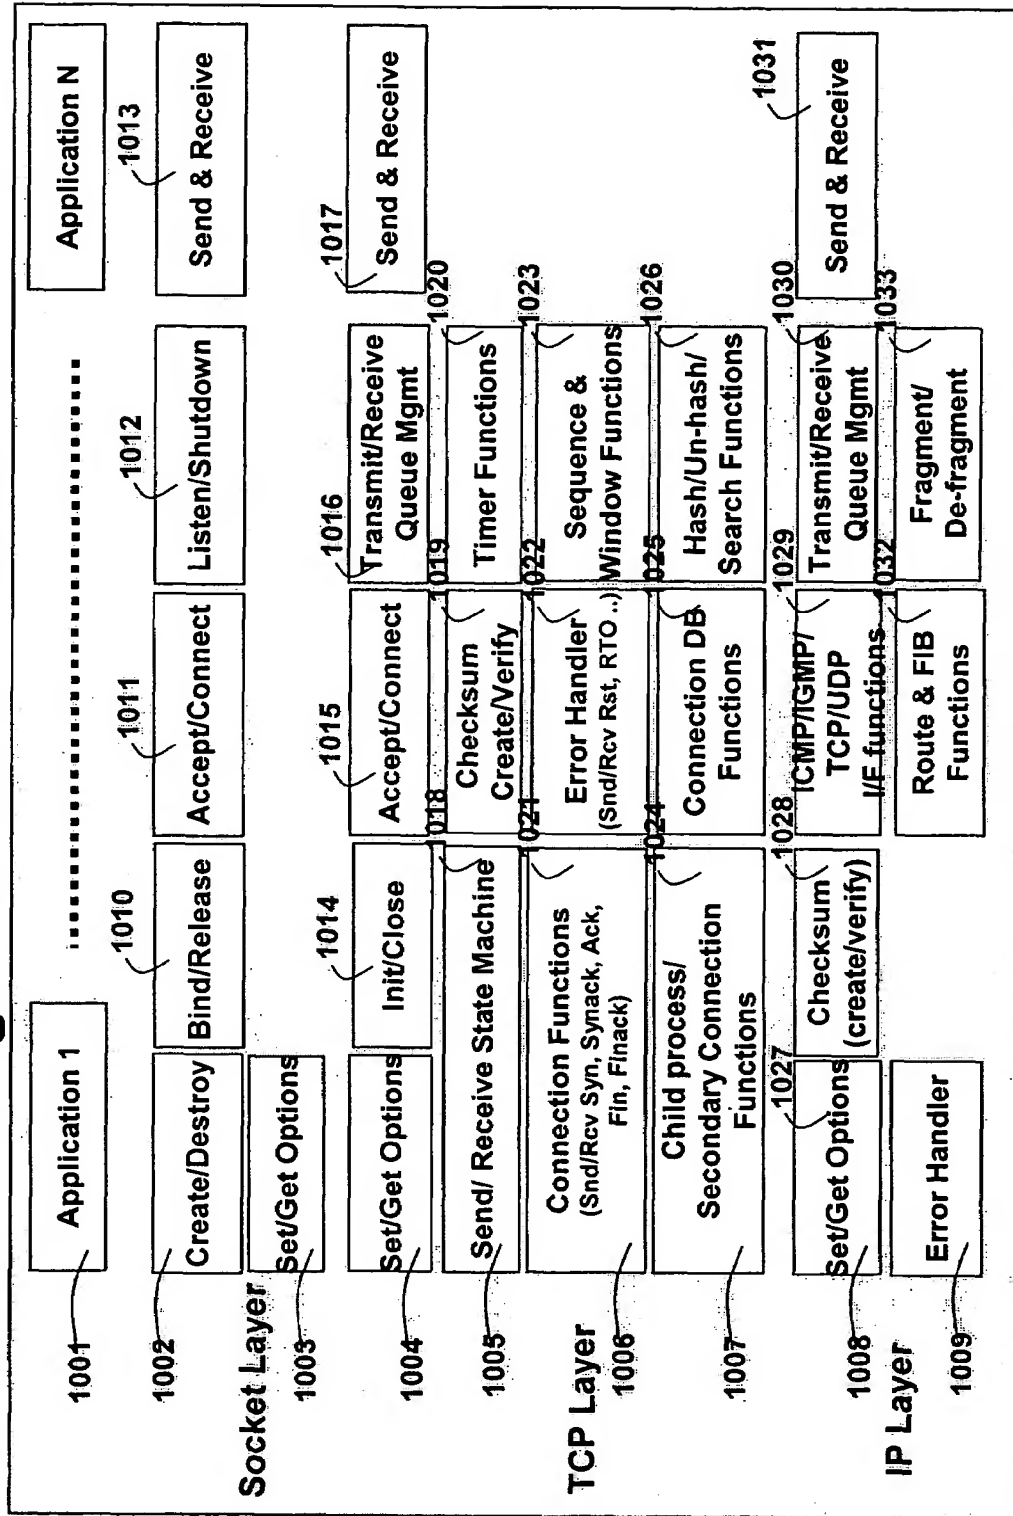 Application 1
Application N
1001
1002
Create/Destroy
1010
Bind/Release
1011
Accept/Connect
1012
Listen/Shutdown
1013
Send & Receive
Socket Layer
1003
Set/Get Options
1004
Set/Get Options
1014
Init/Close
1015
Accept/Connect
1016
Transmit/Receive
Queue Mgmt
1017
Send & Receive
1005
Send/ Receive State Machine
1018
Checksum
Create/Verify
1019
Timer Functions
1020
TCP Layer
1006
Connection Functions
(Snd/Rcv Syn, Synack, Ack,
Fin, Finack)
1021
Error Handler
(Snd/Rcv Rst, RTO ..)
1022
Sequence &
Window Functions
1023
1007
Child process/
Secondary Connection
Functions
1024
Connection DB
Functions
1025
Hash/Un-hash/
Search Functions
1026
1008
Set/Get Options
1027
Checksum
(create/verify)
1028
ICMP/IGMP/
TCP/UDP
I/F functions
1029
Transmit/Receive
Queue Mgmt
1030
Send & Receive
1031
IP Layer
1009
Error Handler
Route & FIB
Functions
1032
Fragment/
De-fragment
1033